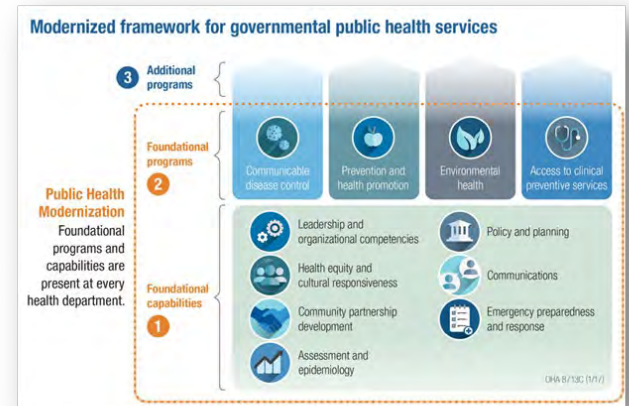 Modernized framework for governmental public health services
3
Additional
programs
Foundational
programs
2
Communicable
disease control
Prevention and
health promotion
Environmental
health
Access to clinical
preventive services
Public Health
Modernization
Foundational
programs and
capabilities are
present at every
health department.
Foundational
capabilities
1
Leadership and
organizational competencies
Health equity and
cultural responsiveness
Community partnership
development
Assessment and
epidemiology
Policy and planning
Communications
Emergency preparedness
and response